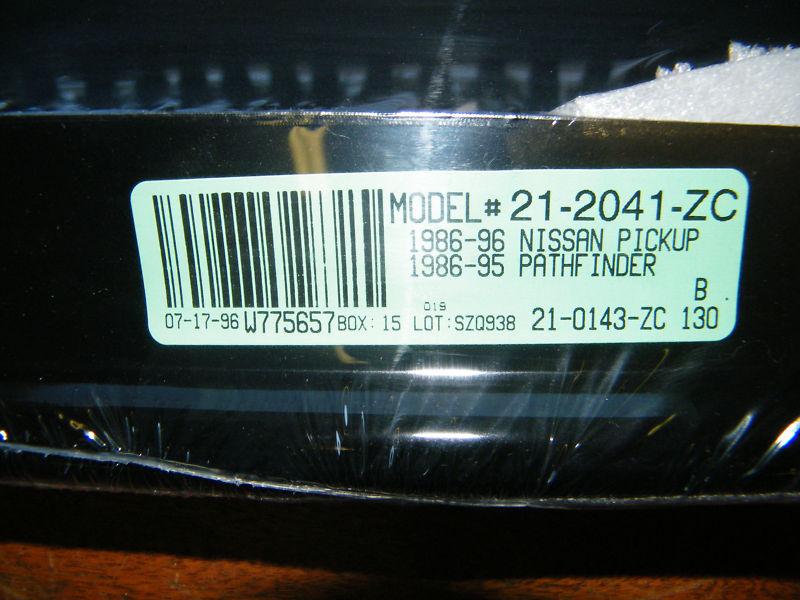 MODEL# 21-2041-ZC
1986-96 NISSAN PICKUP
1986-95 PATHFINDER
B
019
07-17-96 W775657 BOX: 15 LOT:SZQ938 21-0143-ZC 130